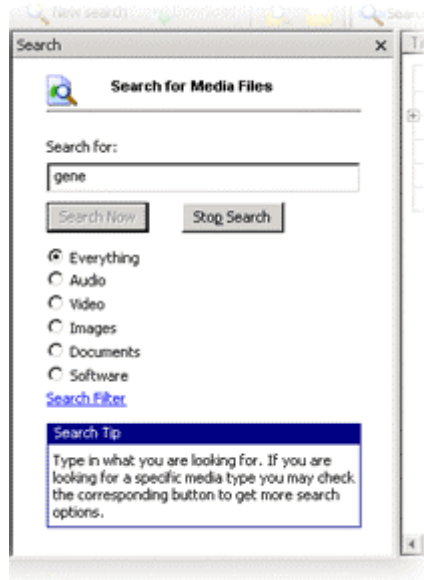 New search
Search
Search for Media Files
Search for:
gene
Search Now
Stop Search
Everything
Audio
Video
Images
Documents
Software
Search Filter
Search Tip
Type in what you are looking for. If you are
looking for a specific media type you may check
the corresponding button to get more search
options.